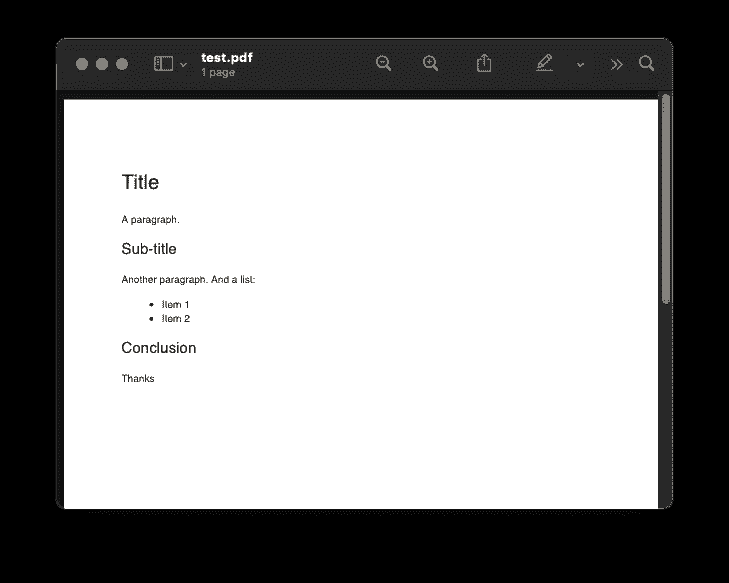 test.pdf
1 page
Title
A paragraph.
Sub-title
Another paragraph. And a list:
• Item 1
• Item 2
Conclusion
Thanks